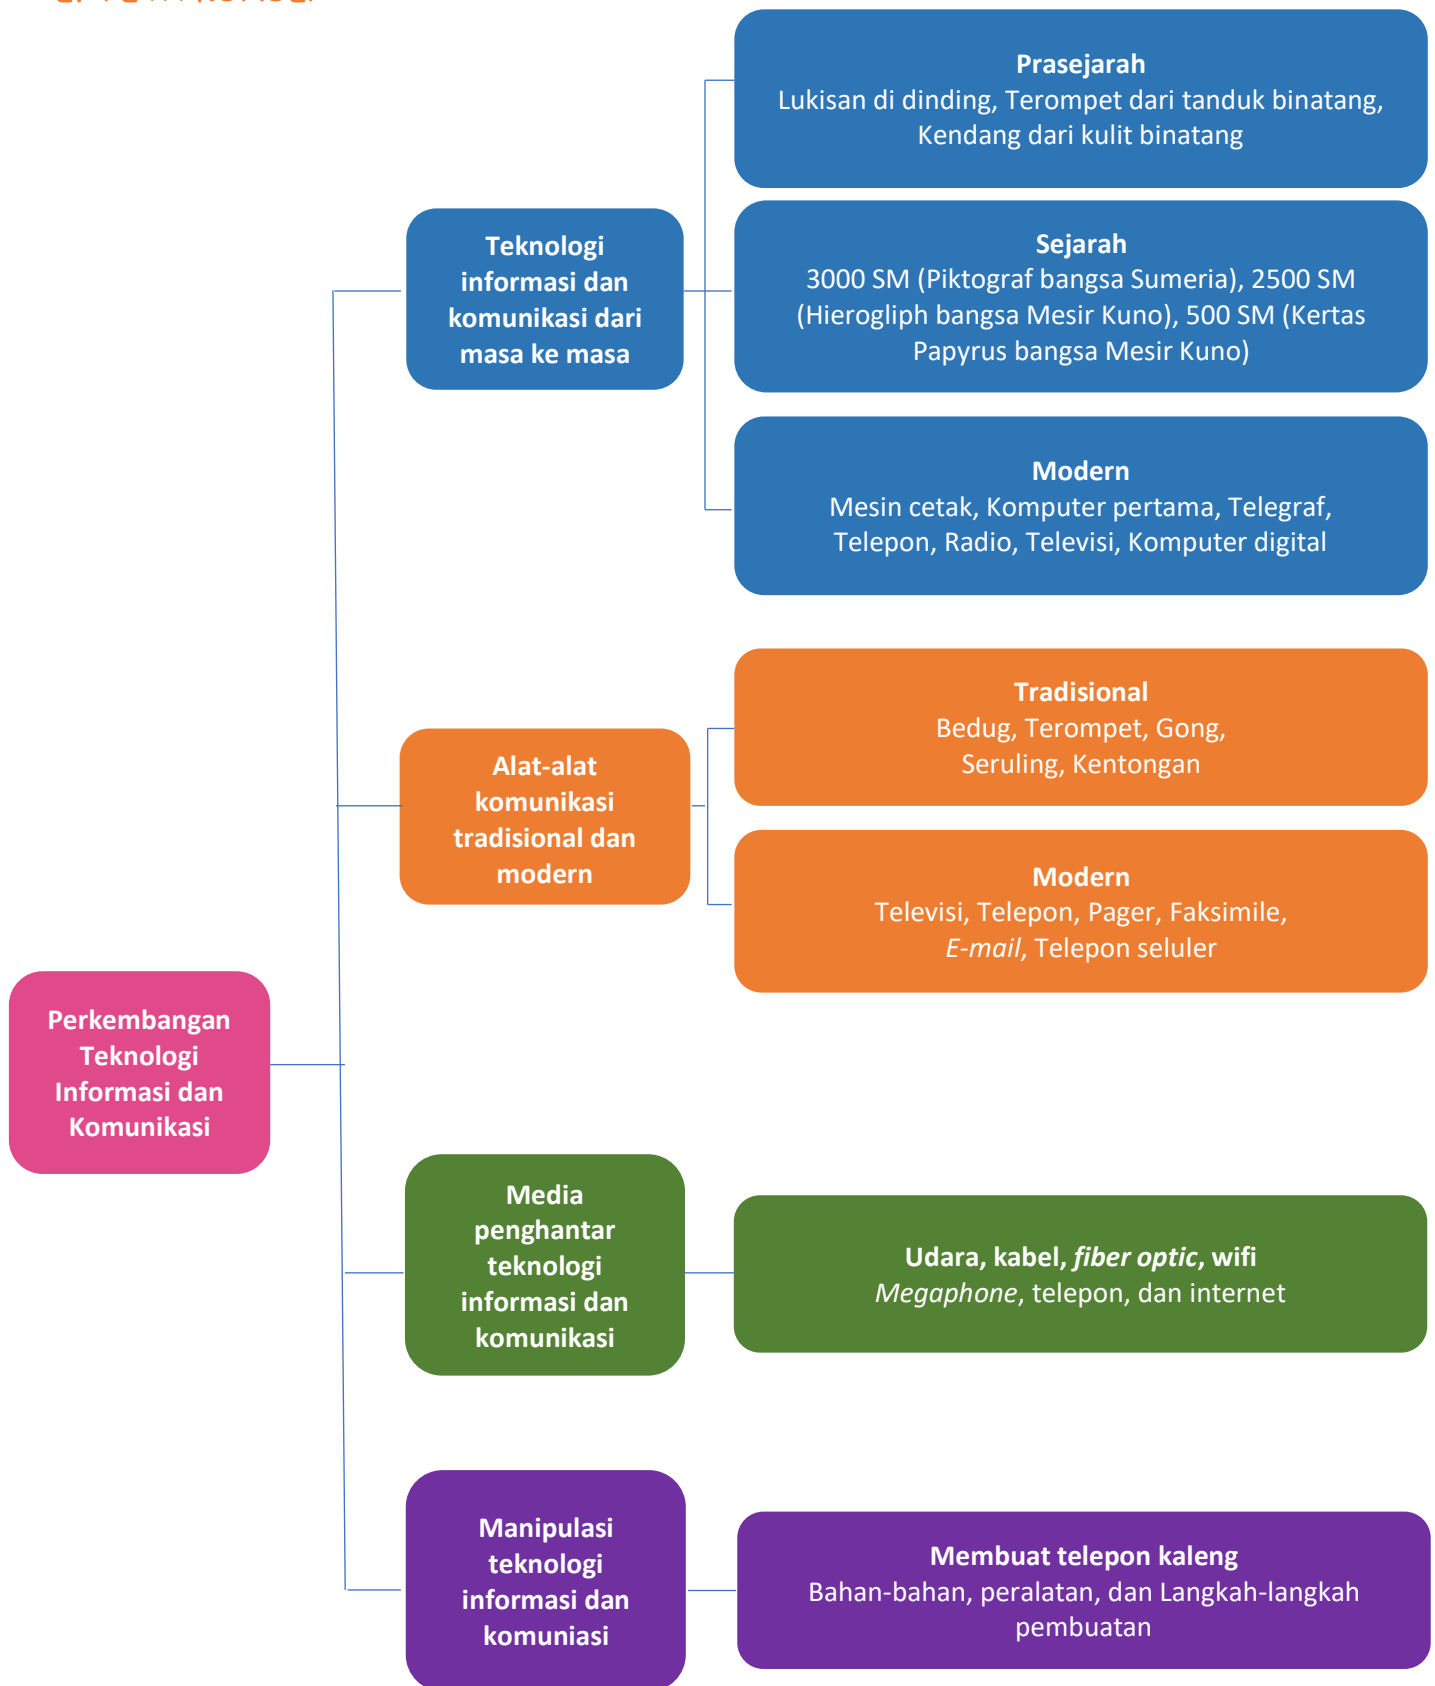 Prasejarah
Lukisan di dinding, Terompet dari tanduk binatang,
Kendang dari kulit binatang
Teknologi
informasi dan
komunikasi dari
masa ke masa
Sejarah
3000 SM (Piktograf bangsa Sumeria), 2500 SM
(Hierogliph bangsa Mesir Kuno), 500 SM (Kertas
Papyrus bangsa Mesir Kuno)
Modern
Mesin cetak, Komputer pertama, Telegraf,
Telepon, Radio, Televisi, Komputer digital
Alat-alat
komunikasi
tradisional dan
modern
Tradisional
Bedug, Terompet, Gong,
Seruling, Kentongan
Modern
Televisi, Telepon, Pager, Faksimile,
E-mail, Telepon seluler
Perkembangan
Teknologi
Informasi dan
Komunikasi
Media
penghantar
teknologi
informasi dan
komunikasi
Udara, kabel, fiber optic, wifi
Megaphone, telepon, dan internet
Manipulasi
teknologi
informasi dan
komuniasi
Membuat telepon kaleng
Bahan-bahan, peralatan, dan Langkah-langkah
pembuatan